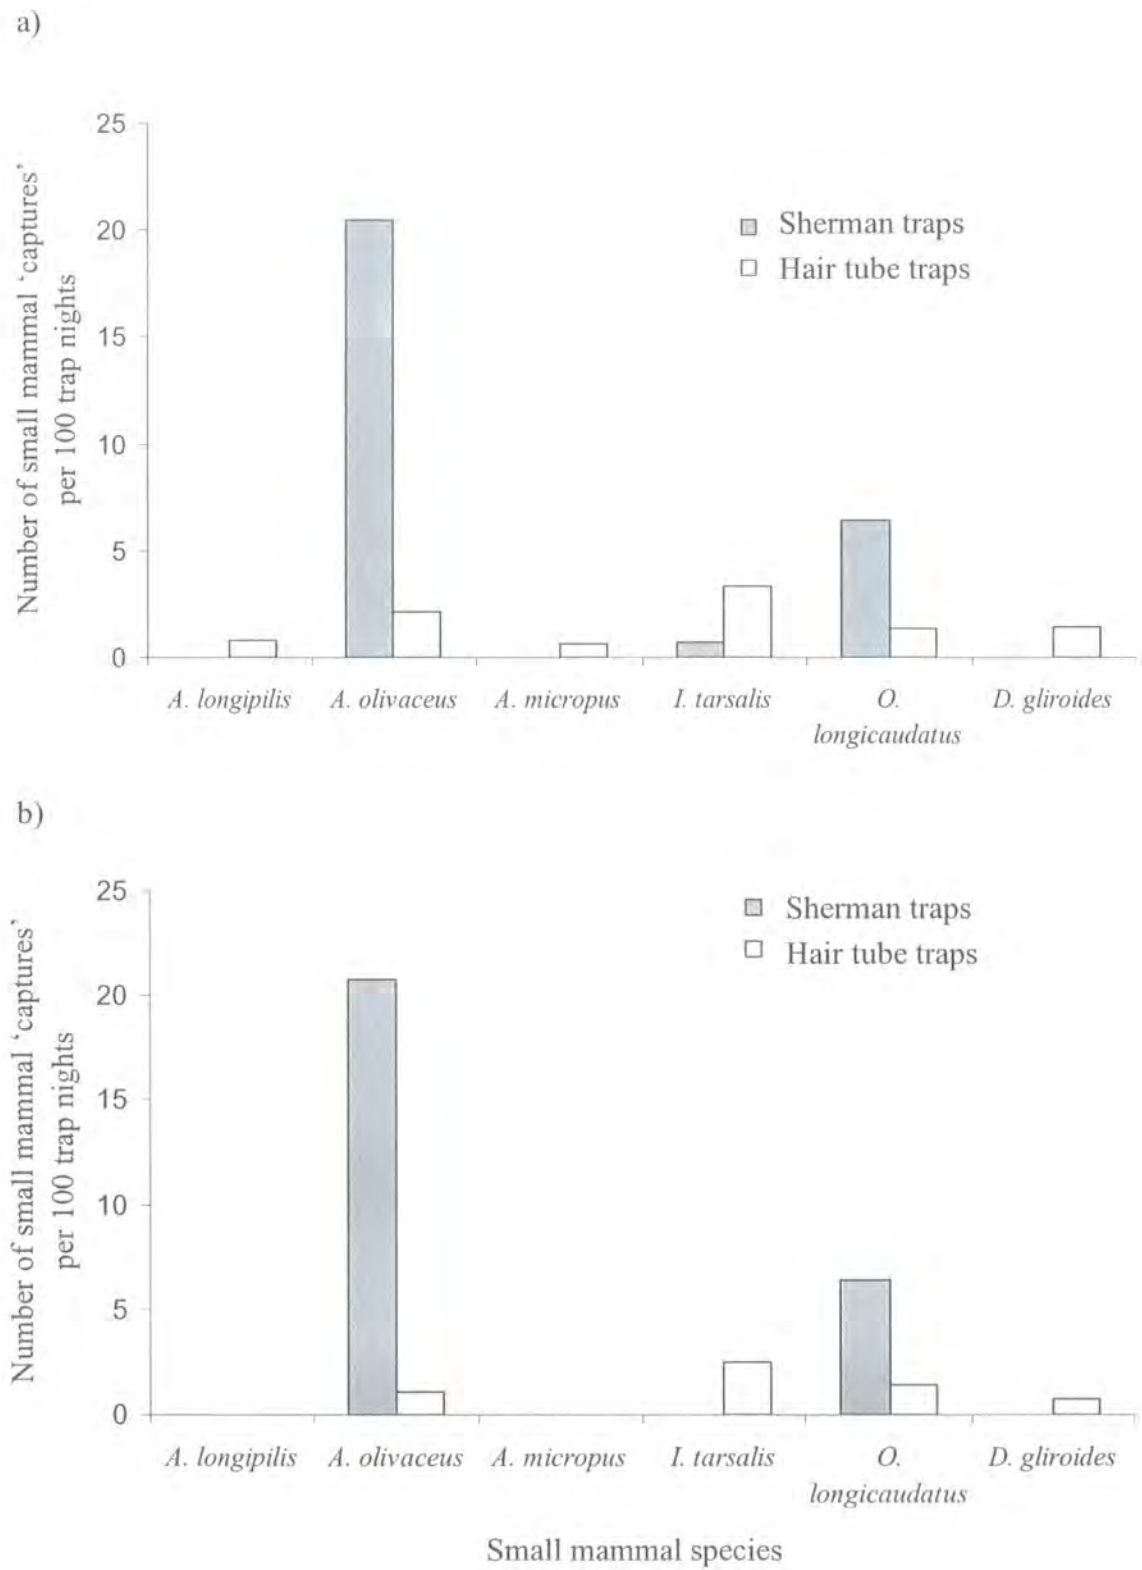 a)
Number of small mammal ‘captures’
per 100 trap nights
25
20
15
10
5
0
Sherman traps
Hair tube traps
A. longipilis
A. olivaceus
A. micropus
I. tarsalis
O.
longicaudatus
D. gliroides
b)
Number of small mammal ‘captures’
per 100 trap nights
25
20
15
10
5
0
Sherman traps
Hair tube traps
A. longipilis
A. olivaceus
A. micropus
I. tarsalis
O.
longicaudatus
D. gliroides
Small mammal species